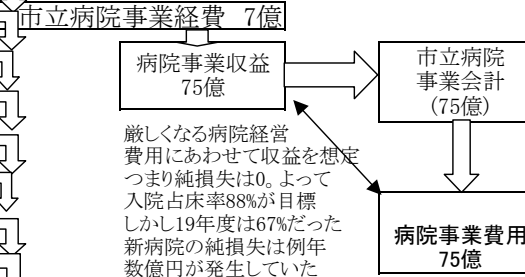 市立病院事業経費 7億
病院事業収益
75億
市立病院
事業会計
(75億)
厳しくなる病院経営
費用にあわせて収益を想定
つまり純損失は0。よって
入院占床率88%が目標
しかし19年度は67%だった
新病院の純損失は例年
数億円が発生していた
病院事業費用
75億